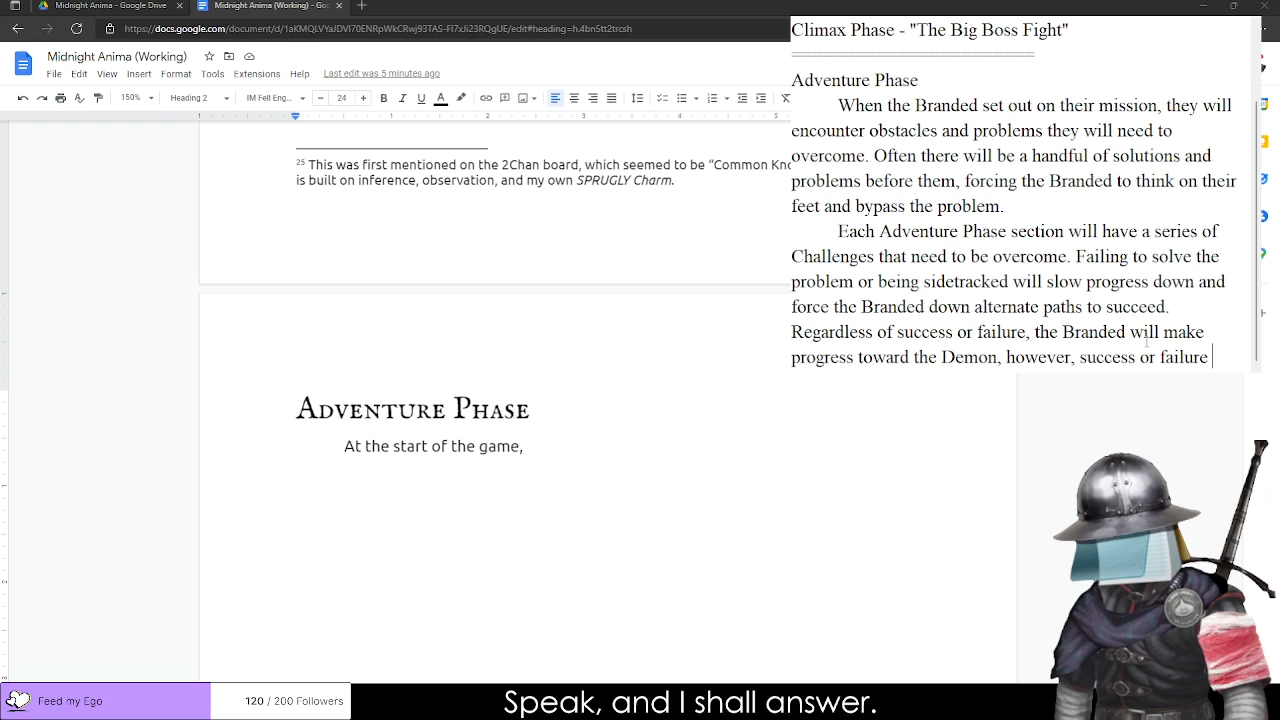 Midnight Anima - Google Drive
Midnight Anima (Working) - Goo
https://docs.google.com/document/d/1aKMQLVYaJDVl70ENRpWkCRwj93TAS-FI7xJi23RQgUE/edit#heading=h.4bn5tt2trcsh
Midnight Anima (Working)
File Edit View Insert Format Tools Extensions Help Last edit was 5 minutes ago
150% Heading 2 IM Fell Eng... 24 B I U A
1 1 2 3 4 5
25 This was first mentioned on the 2Chan board, which seemed to be “Common Kno
is built on inference, observation, and my own SPRUGLY Charm.
Adventure Phase
At the start of the game,
Climax Phase - "The Big Boss Fight"
==========================
Adventure Phase
When the Branded set out on their mission, they will
encounter obstacles and problems they will need to
overcome. Often there will be a handful of solutions and
problems before them, forcing the Branded to think on their
feet and bypass the problem.
Each Adventure Phase section will have a series of
Challenges that need to be overcome. Failing to solve the
problem or being sidetracked will slow progress down and
force the Branded down alternate paths to succeed.
Regardless of success or failure, the Branded will make
progress toward the Demon, however, success or failure
Feed my Ego
120 / 200 Followers
Speak, and I shall answer.